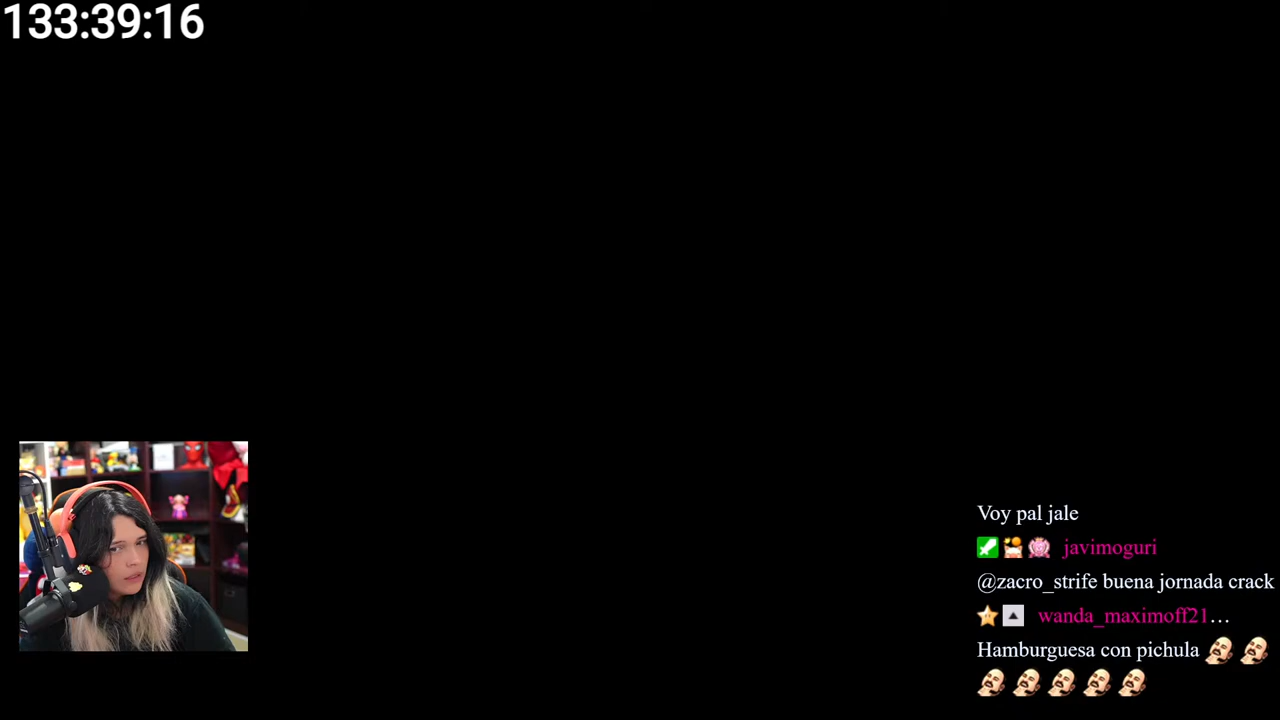 133:39:16
Voy pal jale
javimoguri
@zacro_strife buena jornada crack
wanda_maximoff21...
Hamburguesa con pichula